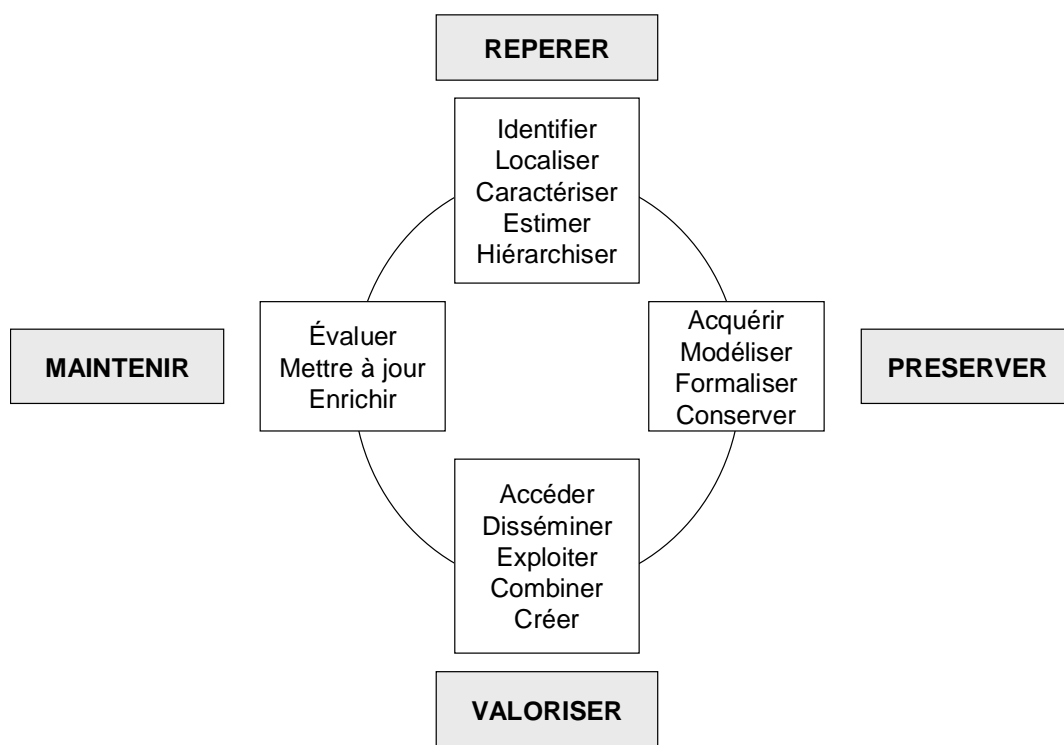 REPERER
Identifier
Localiser
Caractériser
Estimer
Hiérarchiser
MAINTENIR
Évaluer
Mettre à jour
Enrichir
Acquérir
Modéliser
Formaliser
Conserver
PRESERVER
Accéder
Disséminer
Exploiter
Combiner
Créer
VALORISER